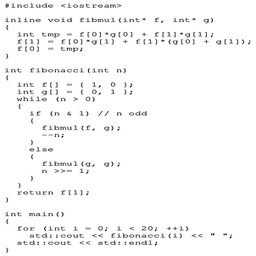 #include <iostream>
inline void fibmul(int* f, int* g)
{
int tmp = f[0]*g[0] + f[1]*g[1];
f[1] = f[0]*g[1] + f[1]*(g[0] + g[1]);
f[0] = tmp;
}
int fibonacci(int n)
{
int f[] = { 1, 0 };
int g[] = { 0, 1 };
while (n > 0)
{
if (n & 1) // n odd
{
fibmul(f, g);
--n;
}
else
{
fibmul(g, g);
n >>= 1;
}
}
return f[1];
}
int main()
{
for (int i = 0; i < 20; ++i)
std::cout << fibonacci(i) << " ";
std::cout << std::endl;
}